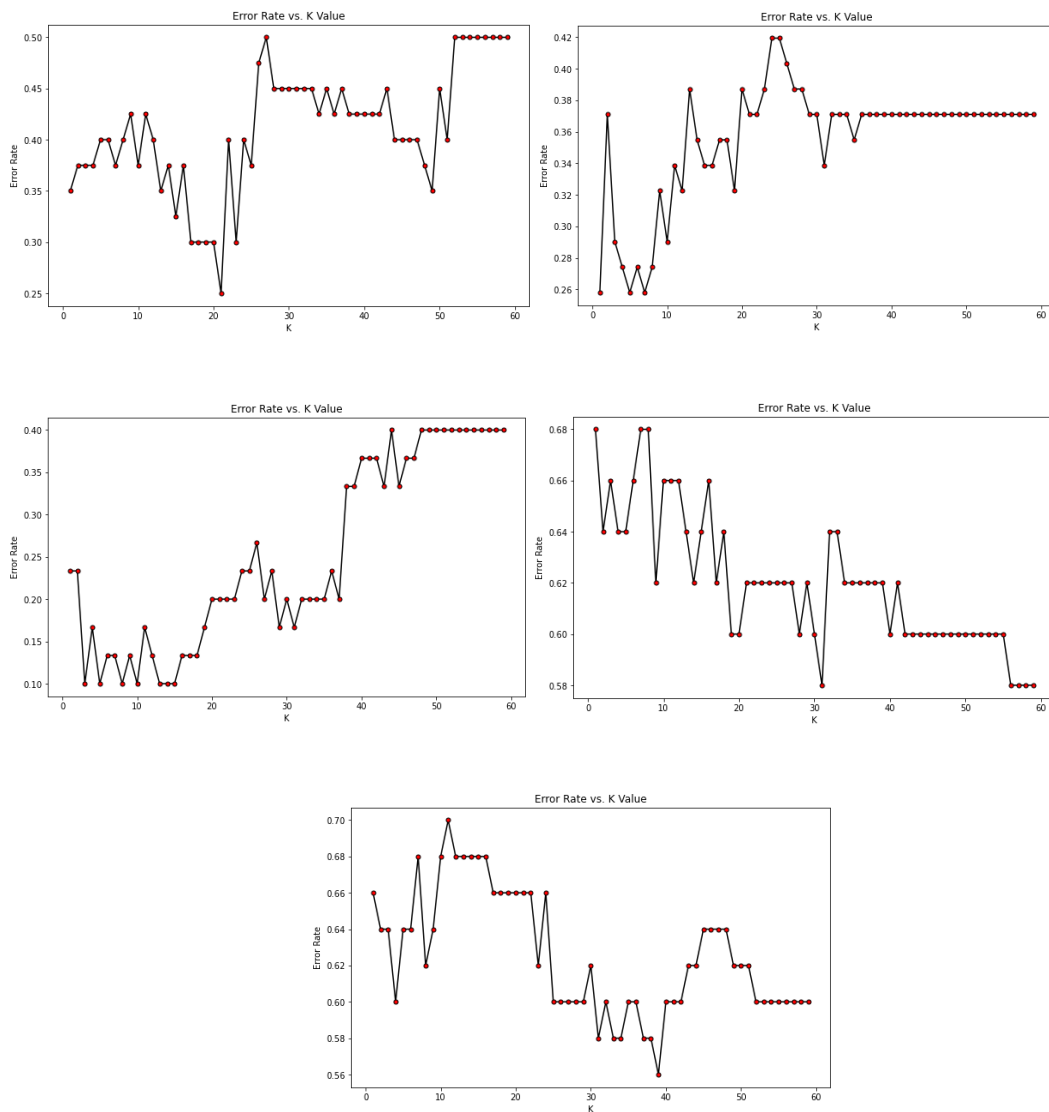 Error Rate vs. K Value
0.50
0.45
0.40
0.35
0.30
0.25
Error Rate
0 10 20 30 40 50 60
K
Error Rate vs. K Value
0.42
0.40
0.38
0.36
0.34
0.32
0.30
0.28
0.26
Error Rate
0 10 20 30 40 50 60
K
Error Rate vs. K Value
0.40
0.35
0.30
0.25
0.20
0.15
0.10
Error Rate
0 10 20 30 40 50 60
K
Error Rate vs. K Value
0.68
0.66
0.64
0.62
0.60
0.58
Error Rate
0 10 20 30 40 50 60
K
Error Rate vs. K Value
0.70
0.68
0.66
0.64
0.62
0.60
0.58
0.56
Error Rate
0 10 20 30 40 50 60
K